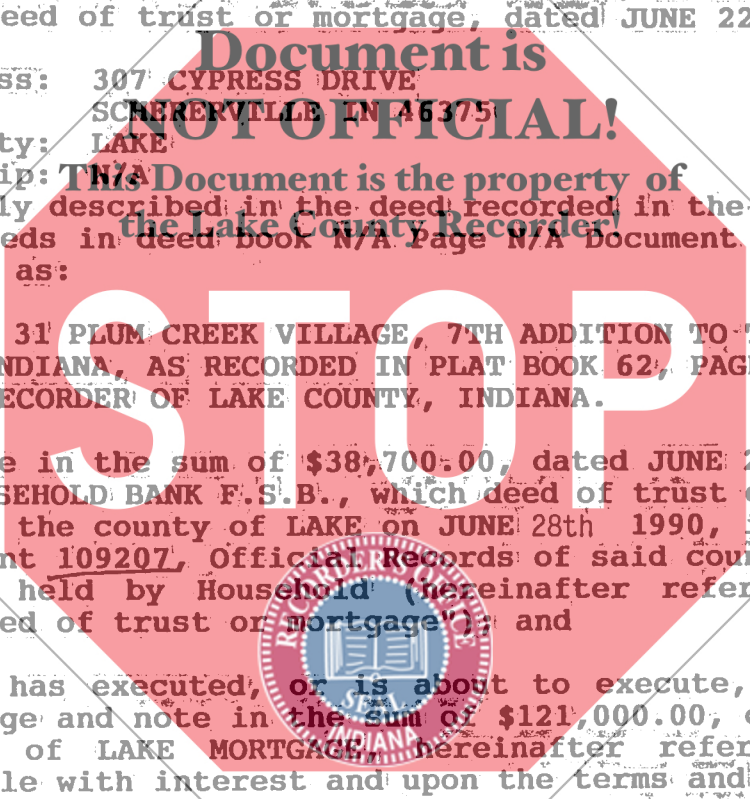 eed of trust or mortgage, dated JUNE 22
Document is
ss: 307 CYPRESS DRIVE
SCHERERVILLE IN 46375
NOT OFFICIAL!
ty: LAKE
ip: N/A
This Document is the property of
ly described in the deed recorded in the
the Lake County Recorder!
eds in deed book N/A Page N/A Document
as:
STOP
31 PLUM CREEK VILLAGE, 7TH ADDITION TO
NDIANA, AS RECORDED IN PLAT BOOK 62, PAG
ECORDER OF LAKE COUNTY, INDIANA.
e in the sum of $38,700.00, dated JUNE 2
SEHOLD BANK F.S.B., which deed of trust
the county of LAKE on JUNE 28th 1990,
nt 109207, Official Records of said coun
held by Household (hereinafter refer
ed of trust or mortgage"); and
RECORDER'S OFFICE
SEAL
INDIANA
has executed, or is about to execute,
ge and note in the sum of $121,000.00,
of LAKE MORTGAGE, hereinafter refer
le with interest and upon the terms and